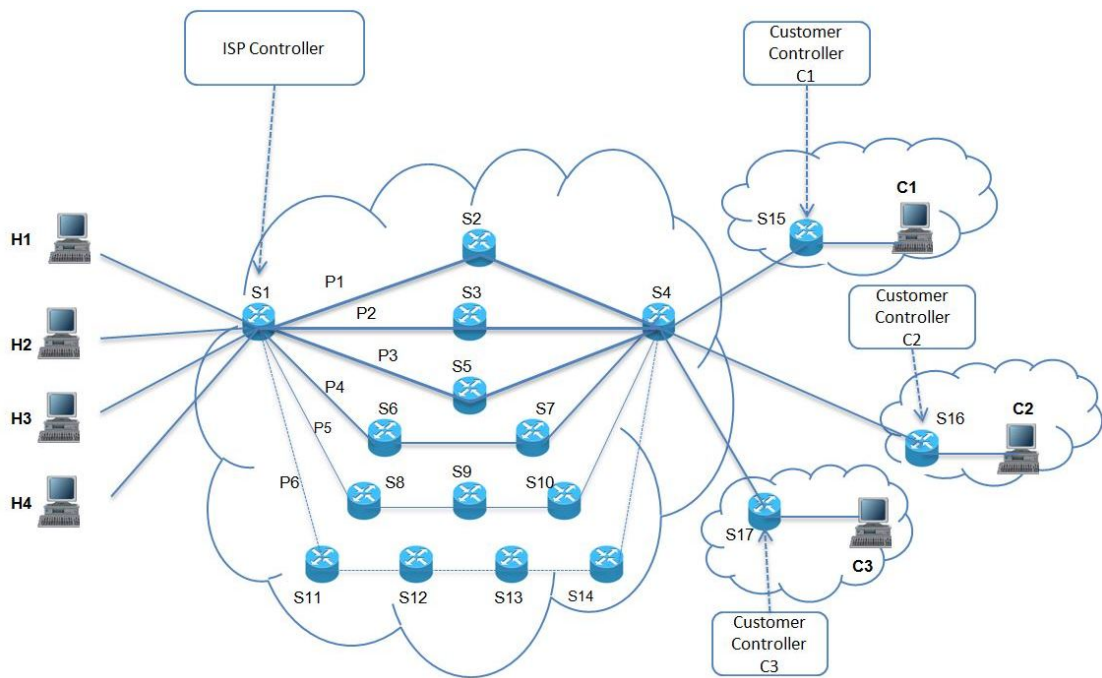 ISP Controller
Customer
Controller
C1
S2
S15
C1
H1
S1
P1
P2
S3
S4
Customer
Controller
C2
H2
P3
P4
S5
H3
S6
S7
S16
C2
P5
S9
H4
P6
S8
S10
S17
C3
S11
S12
S13
S14
Customer
Controller
C3